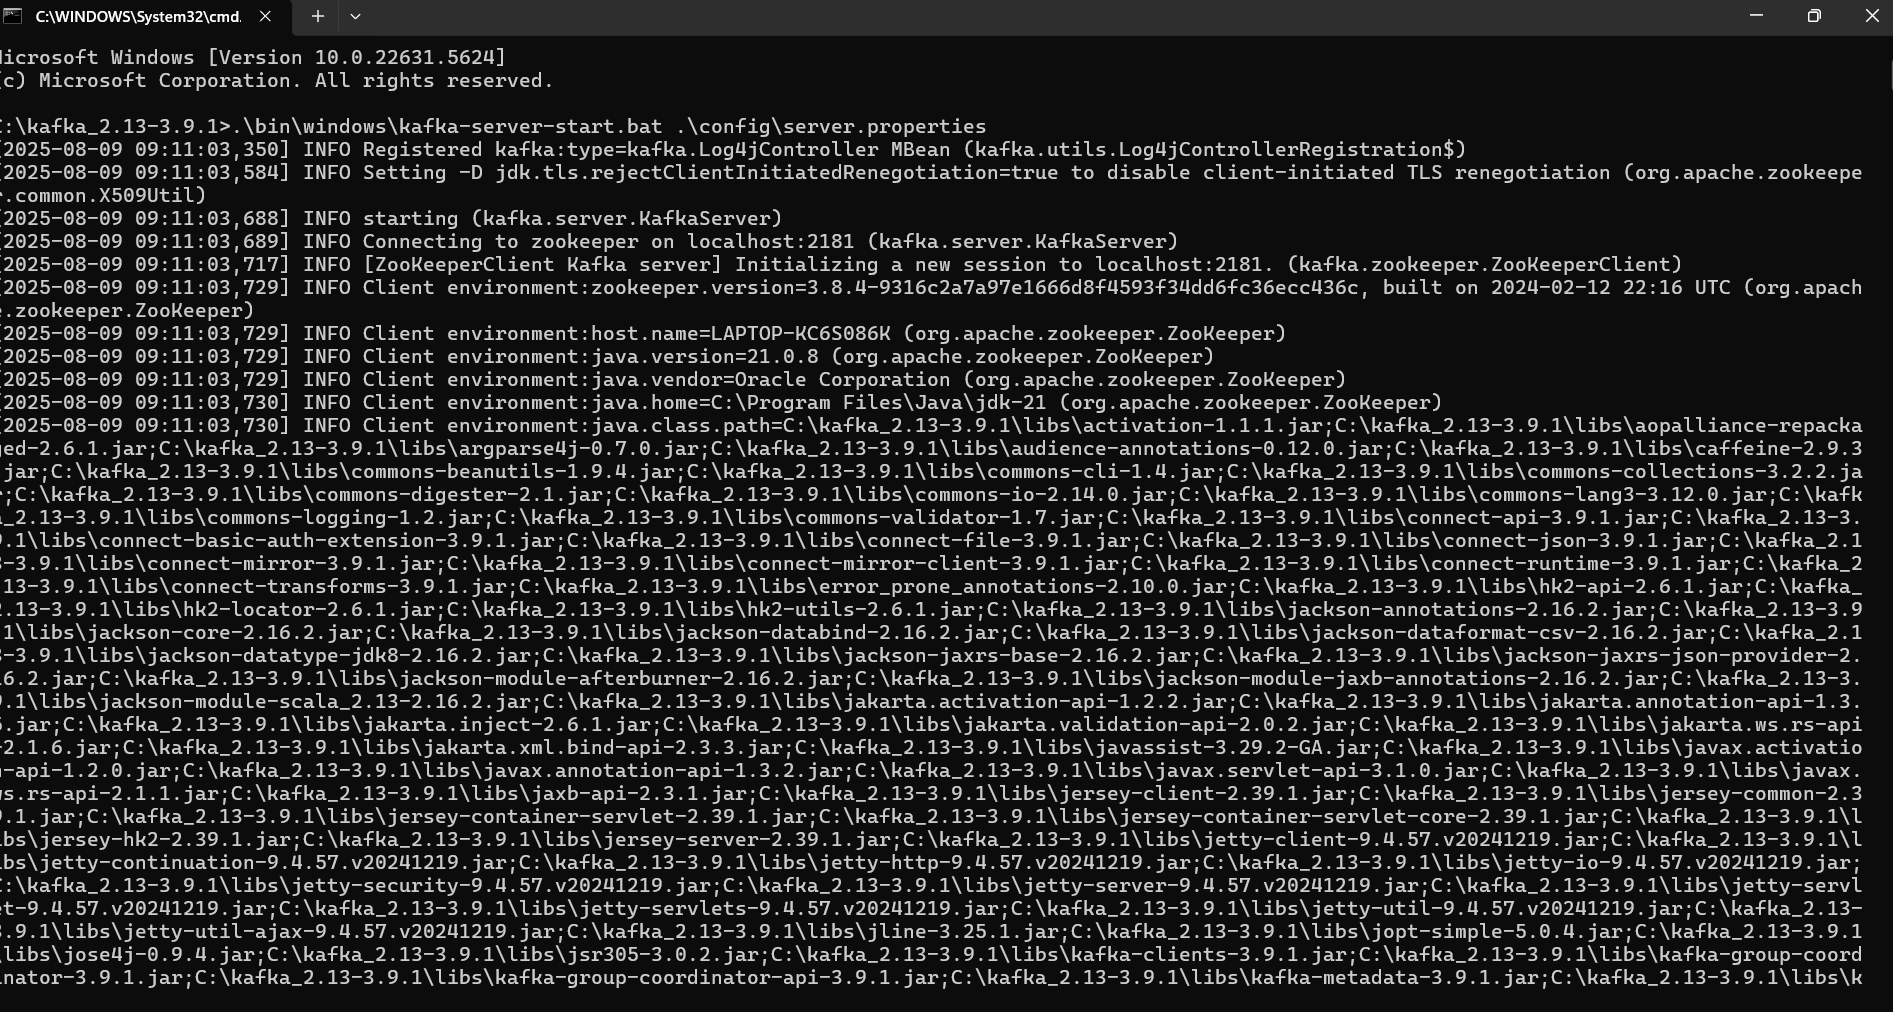 C:\WINDOWS\System32\cmd.
icrosoft Windows [Version 10.0.22631.5624]
c) Microsoft Corporation. All rights reserved.
:\kafka_2.13-3.9.1>.\bin\windows\kafka-server-start.bat .\config\server.properties
2025-08-09 09:11:03,350] INFO Registered kafka:type=kafka.Log4jController MBean (kafka.utils.Log4jControllerRegistration$)
2025-08-09 09:11:03,584] INFO Setting -D jdk.tls.rejectClientInitiatedRenegotiation=true to disable client-initiated TLS renegotiation (org.apache.zookeepe
r.common.X509Util)
2025-08-09 09:11:03,688] INFO starting (kafka.server.KafkaServer)
2025-08-09 09:11:03,689] INFO Connecting to zookeeper on localhost:2181 (kafka.server.KafkaServer)
2025-08-09 09:11:03,717] INFO [ZooKeeperClient Kafka server] Initializing a new session to localhost:2181. (kafka.zookeeper.ZooKeeperClient)
2025-08-09 09:11:03,729] INFO Client environment:zookeeper.version=3.8.4-9316c2a7a97e1666d8f4593f34dd6fc36ecc436c, built on 2024-02-12 22:16 UTC (org.apach
e.zookeeper.ZooKeeper)
2025-08-09 09:11:03,729] INFO Client environment:host.name=LAPTOP-KC6S086K (org.apache.zookeeper.ZooKeeper)
2025-08-09 09:11:03,729] INFO Client environment:java.version=21.0.8 (org.apache.zookeeper.ZooKeeper)
2025-08-09 09:11:03,729] INFO Client environment:java.vendor=Oracle Corporation (org.apache.zookeeper.ZooKeeper)
2025-08-09 09:11:03,730] INFO Client environment:java.home=C:\Program Files\Java\jdk-21 (org.apache.zookeeper.ZooKeeper)
2025-08-09 09:11:03,730] INFO Client environment:java.class.path=C:\kafka_2.13-3.9.1\libs\activation-1.1.1.jar;C:\kafka_2.13-3.9.1\libs\aopalliance-repacka
ged-2.6.1.jar;C:\kafka_2.13-3.9.1\libs\argparse4j-0.7.0.jar;C:\kafka_2.13-3.9.1\libs\audience-annotations-0.12.0.jar;C:\kafka_2.13-3.9.1\libs\caffeine-2.9.3
jar;C:\kafka_2.13-3.9.1\libs\commons-beanutils-1.9.4.jar;C:\kafka_2.13-3.9.1\libs\commons-cli-1.4.jar;C:\kafka_2.13-3.9.1\libs\commons-collections-3.2.2.ja
r;C:\kafka_2.13-3.9.1\libs\commons-digester-2.1.jar;C:\kafka_2.13-3.9.1\libs\commons-io-2.14.0.jar;C:\kafka_2.13-3.9.1\libs\commons-lang3-3.12.0.jar;C:\kafk
a_2.13-3.9.1\libs\commons-logging-1.2.jar;C:\kafka_2.13-3.9.1\libs\commons-validator-1.7.jar;C:\kafka_2.13-3.9.1\libs\connect-api-3.9.1.jar;C:\kafka_2.13-3.
9.1\libs\connect-basic-auth-extension-3.9.1.jar;C:\kafka_2.13-3.9.1\libs\connect-file-3.9.1.jar;C:\kafka_2.13-3.9.1\libs\connect-json-3.9.1.jar;C:\kafka_2.1
3-3.9.1\libs\connect-mirror-3.9.1.jar;C:\kafka_2.13-3.9.1\libs\connect-mirror-client-3.9.1.jar;C:\kafka_2.13-3.9.1\libs\connect-runtime-3.9.1.jar;C:\kafka_2
13-3.9.1\libs\connect-transforms-3.9.1.jar;C:\kafka_2.13-3.9.1\libs\error_prone_annotations-2.10.0.jar;C:\kafka_2.13-3.9.1\libs\hk2-api-2.6.1.jar;C:\kafka_
2.13-3.9.1\libs\hk2-locator-2.6.1.jar;C:\kafka_2.13-3.9.1\libs\hk2-utils-2.6.1.jar;C:\kafka_2.13-3.9.1\libs\jackson-annotations-2.16.2.jar;C:\kafka_2.13-3.9
1\libs\jackson-core-2.16.2.jar;C:\kafka_2.13-3.9.1\libs\jackson-databind-2.16.2.jar;C:\kafka_2.13-3.9.1\libs\jackson-dataformat-csv-2.16.2.jar;C:\kafka_2.1
3-3.9.1\libs\jackson-datatype-jdk8-2.16.2.jar;C:\kafka_2.13-3.9.1\libs\jackson-jaxrs-base-2.16.2.jar;C:\kafka_2.13-3.9.1\libs\jackson-jaxrs-json-provider-2.
16.2.jar;C:\kafka_2.13-3.9.1\libs\jackson-module-afterburner-2.16.2.jar;C:\kafka_2.13-3.9.1\libs\jackson-module-jaxb-annotations-2.16.2.jar;C:\kafka_2.13-3.
9.1\libs\jackson-module-scala_2.13-2.16.2.jar;C:\kafka_2.13-3.9.1\libs\jakarta.activation-api-1.2.2.jar;C:\kafka_2.13-3.9.1\libs\jakarta.annotation-api-1.3.
5.jar;C:\kafka_2.13-3.9.1\libs\jakarta.inject-2.6.1.jar;C:\kafka_2.13-3.9.1\libs\jakarta.validation-api-2.0.2.jar;C:\kafka_2.13-3.9.1\libs\jakarta.ws.rs-api
-2.1.6.jar;C:\kafka_2.13-3.9.1\libs\jakarta.xml.bind-api-2.3.3.jar;C:\kafka_2.13-3.9.1\libs\javassist-3.29.2-GA.jar;C:\kafka_2.13-3.9.1\libs\javax.activatio
n-api-1.2.0.jar;C:\kafka_2.13-3.9.1\libs\javax.annotation-api-1.3.2.jar;C:\kafka_2.13-3.9.1\libs\javax.servlet-api-3.1.0.jar;C:\kafka_2.13-3.9.1\libs\javax.
ws.rs-api-2.1.1.jar;C:\kafka_2.13-3.9.1\libs\jaxb-api-2.3.1.jar;C:\kafka_2.13-3.9.1\libs\jersey-client-2.39.1.jar;C:\kafka_2.13-3.9.1\libs\jersey-common-2.3
9.1.jar;C:\kafka_2.13-3.9.1\libs\jersey-container-servlet-2.39.1.jar;C:\kafka_2.13-3.9.1\libs\jersey-container-servlet-core-2.39.1.jar;C:\kafka_2.13-3.9.1\l
ibs\jersey-hk2-2.39.1.jar;C:\kafka_2.13-3.9.1\libs\jersey-server-2.39.1.jar;C:\kafka_2.13-3.9.1\libs\jetty-client-9.4.57.v20241219.jar;C:\kafka_2.13-3.9.1\l
ibs\jetty-continuation-9.4.57.v20241219.jar;C:\kafka_2.13-3.9.1\libs\jetty-http-9.4.57.v20241219.jar;C:\kafka_2.13-3.9.1\libs\jetty-io-9.4.57.v20241219.jar;
:\kafka_2.13-3.9.1\libs\jetty-security-9.4.57.v20241219.jar;C:\kafka_2.13-3.9.1\libs\jetty-server-9.4.57.v20241219.jar;C:\kafka_2.13-3.9.1\libs\jetty-servl
et-9.4.57.v20241219.jar;C:\kafka_2.13-3.9.1\libs\jetty-servlets-9.4.57.v20241219.jar;C:\kafka_2.13-3.9.1\libs\jetty-util-9.4.57.v20241219.jar;C:\kafka_2.13-
3.9.1\libs\jetty-util-ajax-9.4.57.v20241219.jar;C:\kafka_2.13-3.9.1\libs\jline-3.25.1.jar;C:\kafka_2.13-3.9.1\libs\jopt-simple-5.0.4.jar;C:\kafka_2.13-3.9.1
\libs\jose4j-0.9.4.jar;C:\kafka_2.13-3.9.1\libs\jsr305-3.0.2.jar;C:\kafka_2.13-3.9.1\libs\kafka-clients-3.9.1.jar;C:\kafka_2.13-3.9.1\libs\kafka-group-coord
inator-3.9.1.jar;C:\kafka_2.13-3.9.1\libs\kafka-group-coordinator-api-3.9.1.jar;C:\kafka_2.13-3.9.1\libs\kafka-metadata-3.9.1.jar;C:\kafka_2.13-3.9.1\libs\k